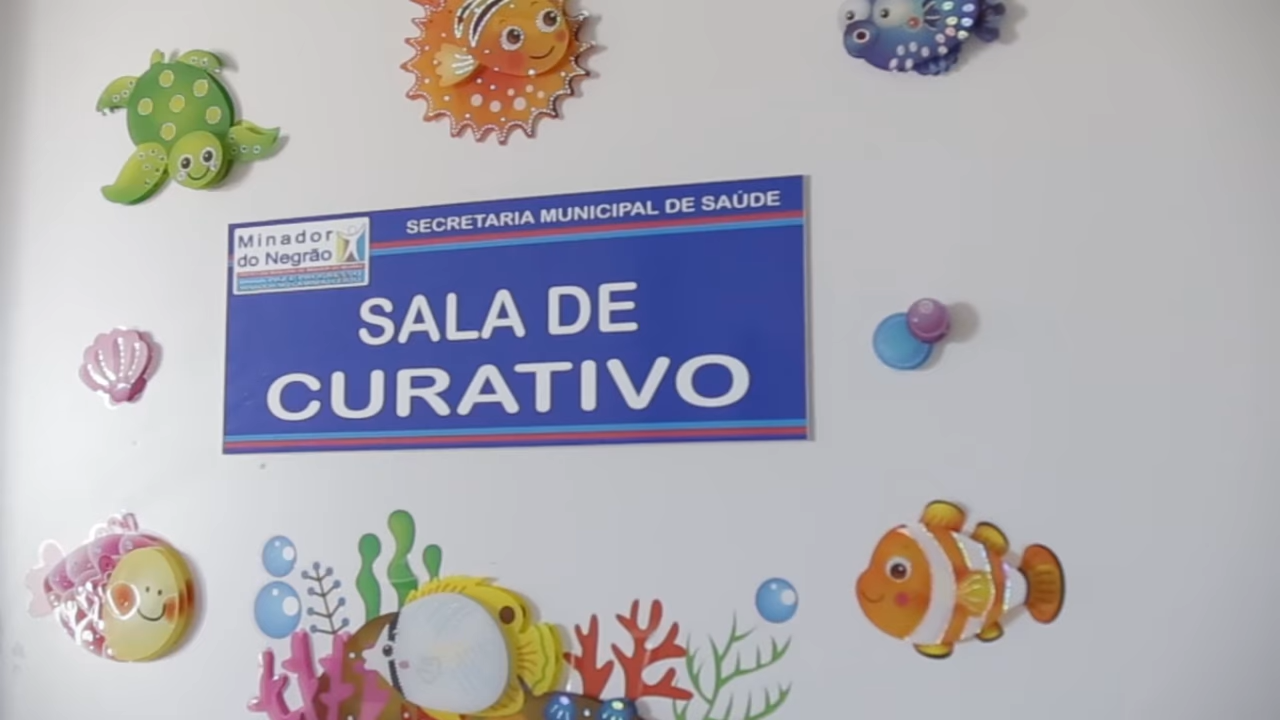 SECRETARIA MUNICIPAL DE SAÚDE
Minador
do Negrão
SALA DE
CURATIVO